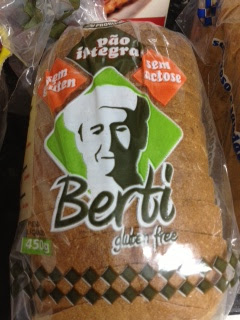 pão
integral
sem
glúten
sem
lactose
Berti
gluten free
450g